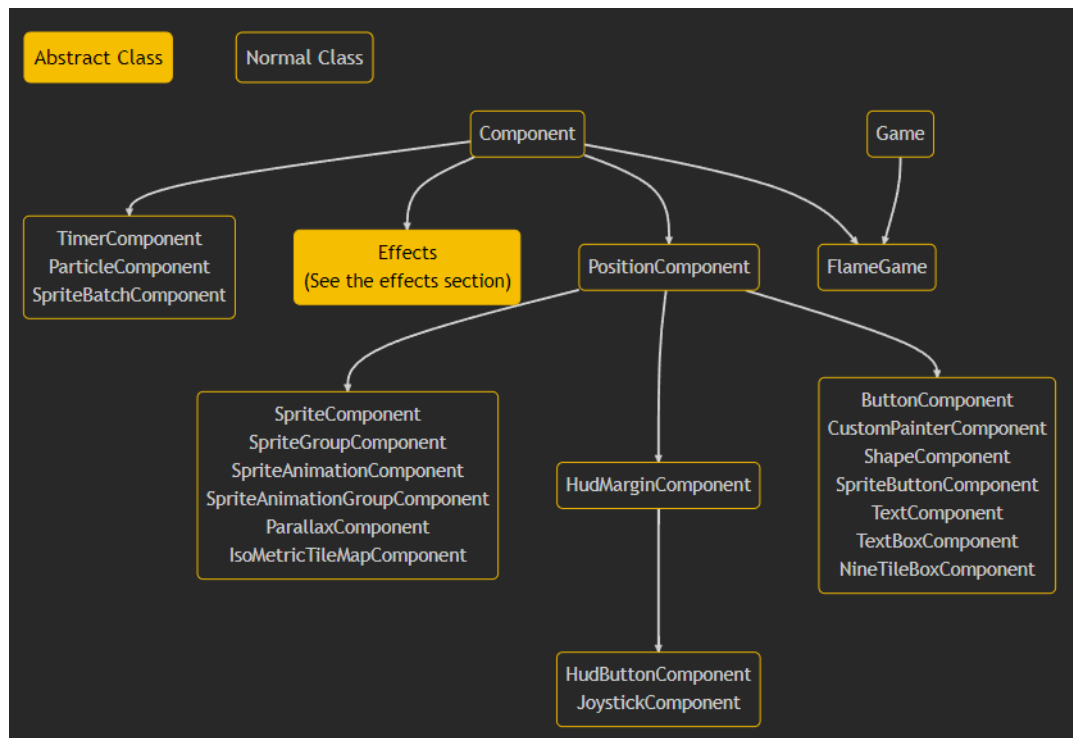 Abstract Class
Normal Class
Component
Game
TimerComponent
ParticleComponent
SpriteBatchComponent
Effects
(See the effects section)
PositionComponent
FlameGame
SpriteComponent
SpriteGroupComponent
SpriteAnimationComponent
SpriteAnimationGroupComponent
ParallaxComponent
IsoMetricTileMapComponent
HudMarginComponent
ButtonComponent
CustomPainterComponent
ShapeComponent
SpriteButtonComponent
TextComponent
TextBoxComponent
NineTileBoxComponent
HudButtonComponent
JoystickComponent